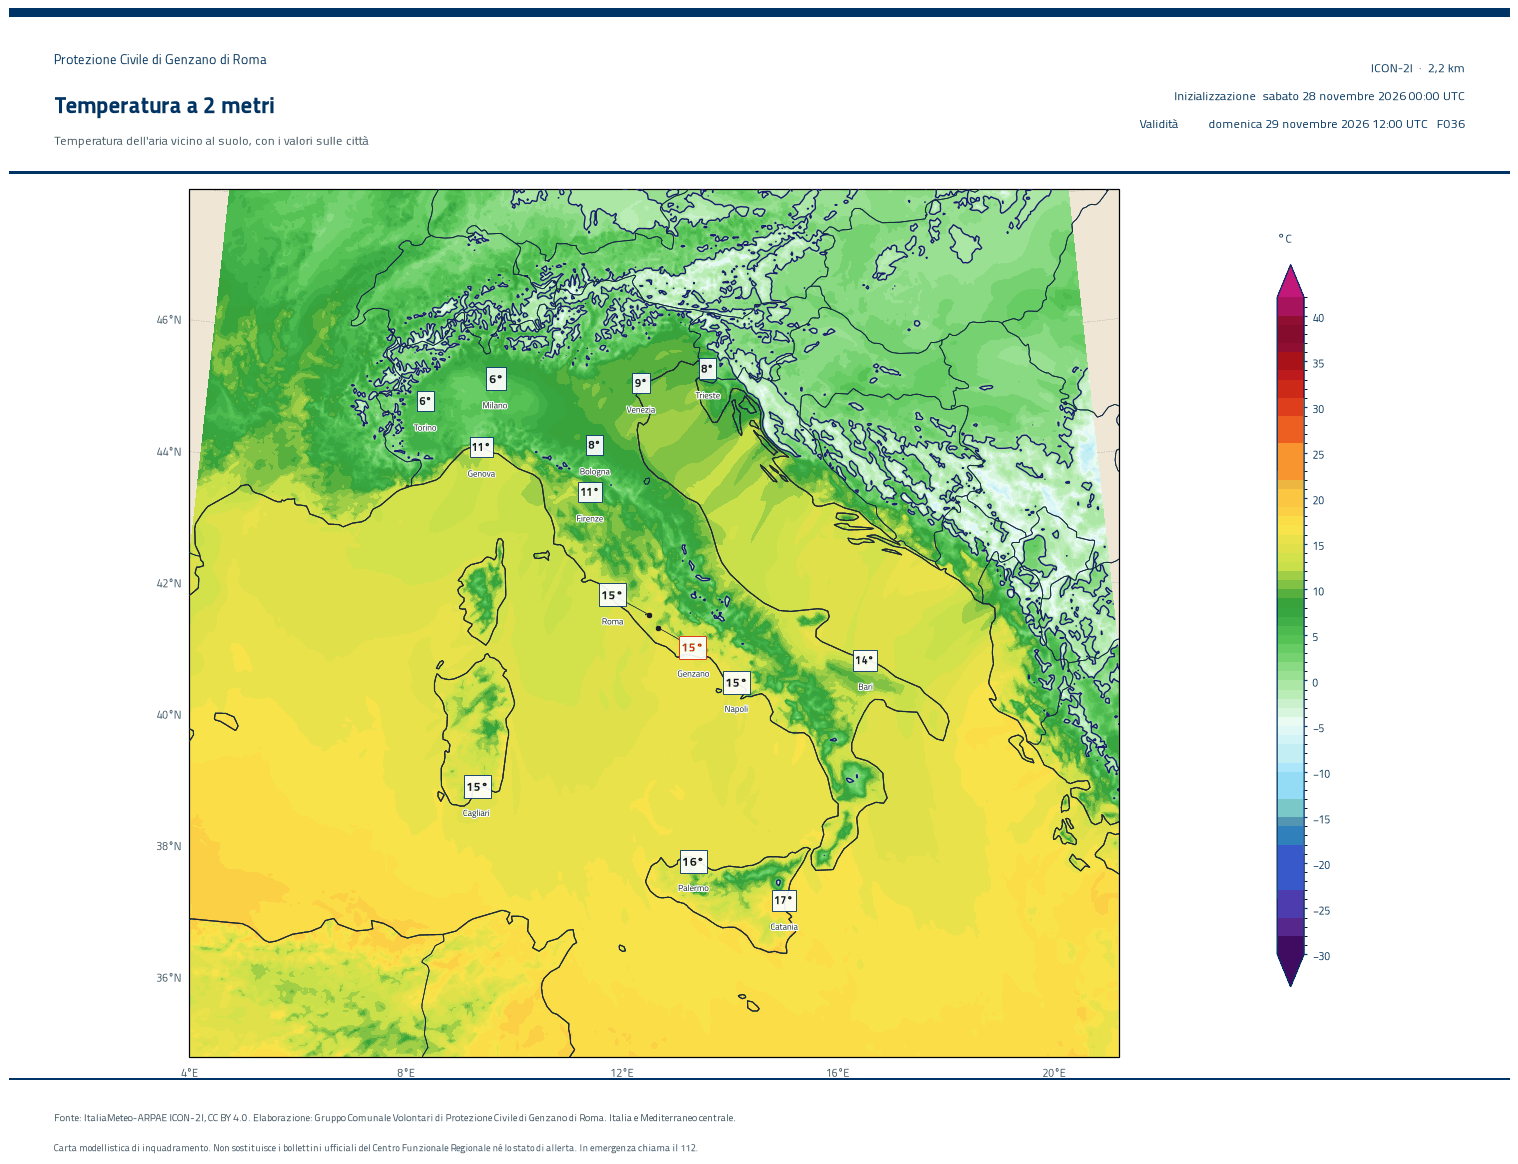 Protezione Civile di Genzano di Roma
Temperatura a 2 metri
Temperatura dell'aria vicino al suolo, con i valori sulle città
ICON-2I · 2,2 km
Inizializzazione sabato 28 novembre 2026 00:00 UTC
Validità domenica 29 novembre 2026 12:00 UTC F036
°C
46°N
44°N
42°N
40°N
38°N
36°N
4°E
8°E
12°E
16°E
20°E
6°
Milano
6°
Torino
9°
Venezia
8°
Trieste
11°
Genova
8°
Bologna
11°
Firenze
15°
Roma
15°
Genzano
15°
Napoli
14°
Bari
15°
Cagliari
16°
Palermo
17°
Catania
40
35
30
25
20
15
10
5
0
−5
−10
−15
−20
−25
−30
Fonte: ItaliaMeteo-ARPAE ICON-2I, CC BY 4.0. Elaborazione: Gruppo Comunale Volontari di Protezione Civile di Genzano di Roma. Italia e Mediterraneo centrale.
Carta modellistica di inquadramento. Non sostituisce i bollettini ufficiali del Centro Funzionale Regionale né lo stato di allerta. In emergenza chiama il 112.